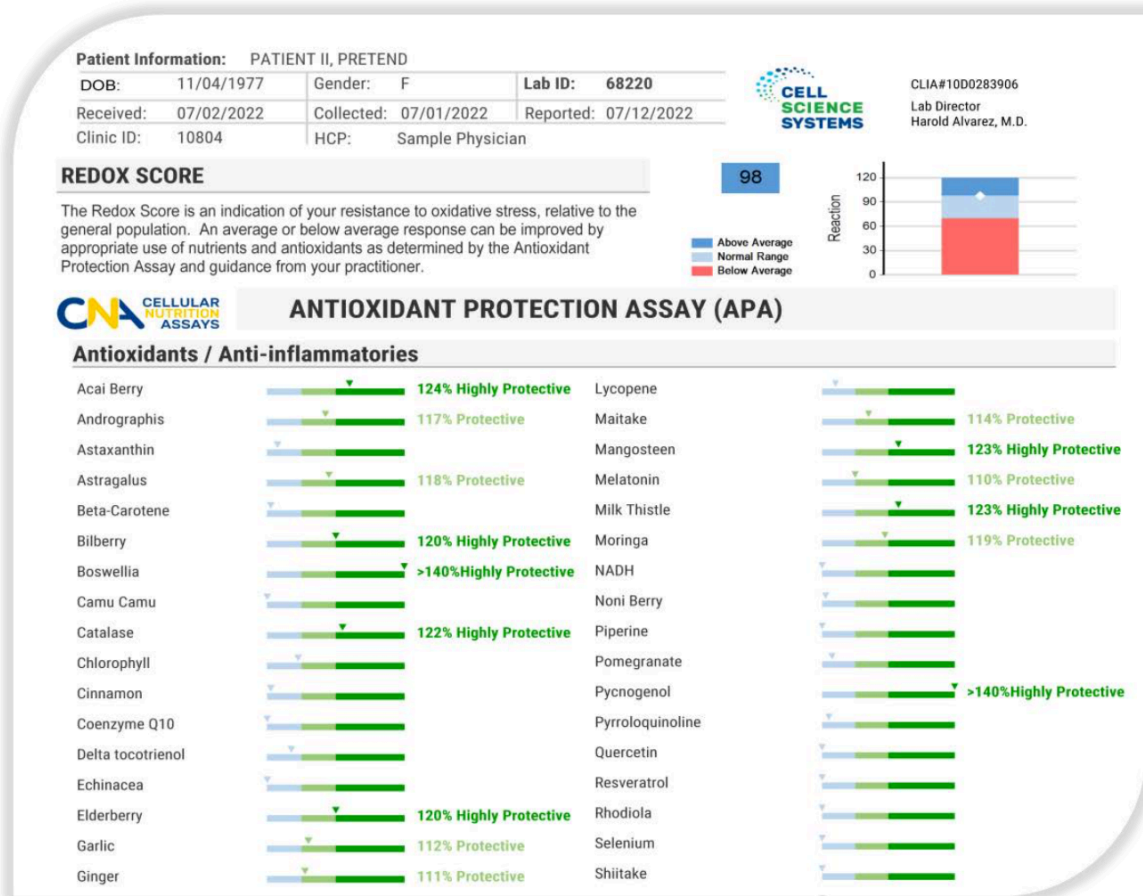 Patient Information: PATIENT II, PRETEND
DOB: 11/04/1977 Gender: F Lab ID: 68220
Received: 07/02/2022 Collected: 07/01/2022 Reported: 07/12/2022
Clinic ID: 10804 HCP: Sample Physician
CELL
SCIENCE
SYSTEMS
CLIA#10D0283906
Lab Director
Harold Alvarez, M.D.
REDOX SCORE
98
The Redox Score is an indication of your resistance to oxidative stress, relative to the
general population. An average or below average response can be improved by
appropriate use of nutrients and antioxidants as determined by the Antioxidant
Protection Assay and guidance from your practitioner.
Above Average
Normal Range
Below Average
Reaction
120
90
60
30
0
CNA CELLULAR
NUTRITION
ASSAYS
ANTIOXIDANT PROTECTION ASSAY (APA)
Antioxidants / Anti-inflammatories
Acai Berry 124% Highly Protective
Andrographis 117% Protective
Astaxanthin
Astragalus 118% Protective
Beta-Carotene
Bilberry 120% Highly Protective
Boswellia >140%Highly Protective
Camu Camu
Catalase 122% Highly Protective
Chlorophyll
Cinnamon
Coenzyme Q10
Delta tocotrienol
Echinacea
Elderberry 120% Highly Protective
Garlic 112% Protective
Ginger 111% Protective
Lycopene
Maitake 114% Protective
Mangosteen 123% Highly Protective
Melatonin 110% Protective
Milk Thistle 123% Highly Protective
Moringa 119% Protective
NADH
Noni Berry
Piperine
Pomegranate
Pycnogenol >140%Highly Protective
Pyrroloquinoline
Quercetin
Resveratrol
Rhodiola
Selenium
Shiitake